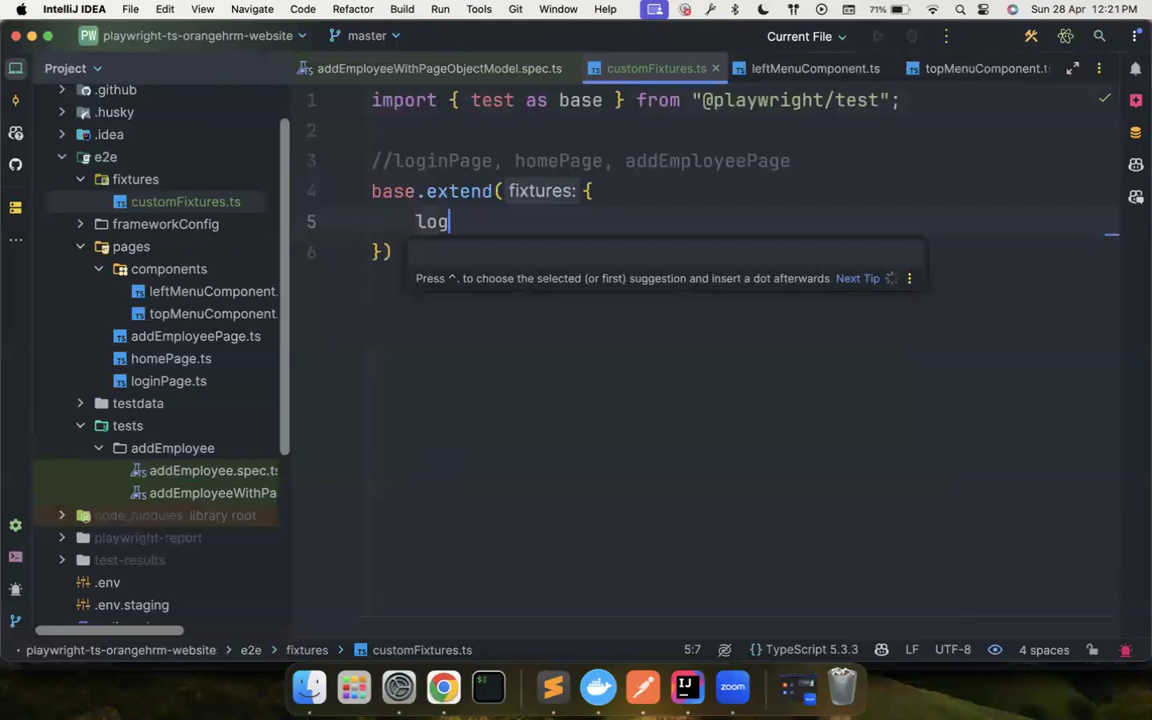 IntelliJ IDEA File Edit View Navigate Code Refactor Build Run Tools Git Window Help 71% Sun 28 Apr 12:21 PM
PW playwright-ts-orangehrm-website master Current File
Project addEmployeeWithPageObjectModel.spec.ts customFixtures.ts leftMenuComponent.ts topMenuComponent.t
.github
.husky
.idea
e2e
fixtures
customFixtures.ts
frameworkConfig
pages
components
leftMenuComponent.
topMenuComponent.
addEmployeePage.ts
homePage.ts
loginPage.ts
testdata
tests
addEmployee
addEmployee.spec.ts
addEmployeeWithPa
node_modules library root
playwright-report
test-results
.env
.env.staging
1 import { test as base } from "@playwright/test";
2
3 //loginPage, homePage, addEmployeePage
4 base.extend( fixtures: {
5 log
6 })
Press ^. to choose the selected (or first) suggestion and insert a dot afterwards Next Tip
playwright-ts-orangehrm-website > e2e > fixtures > customFixtures.ts 5:7 TypeScript 5.3.3 LF UTF-8 4 spaces
zoom